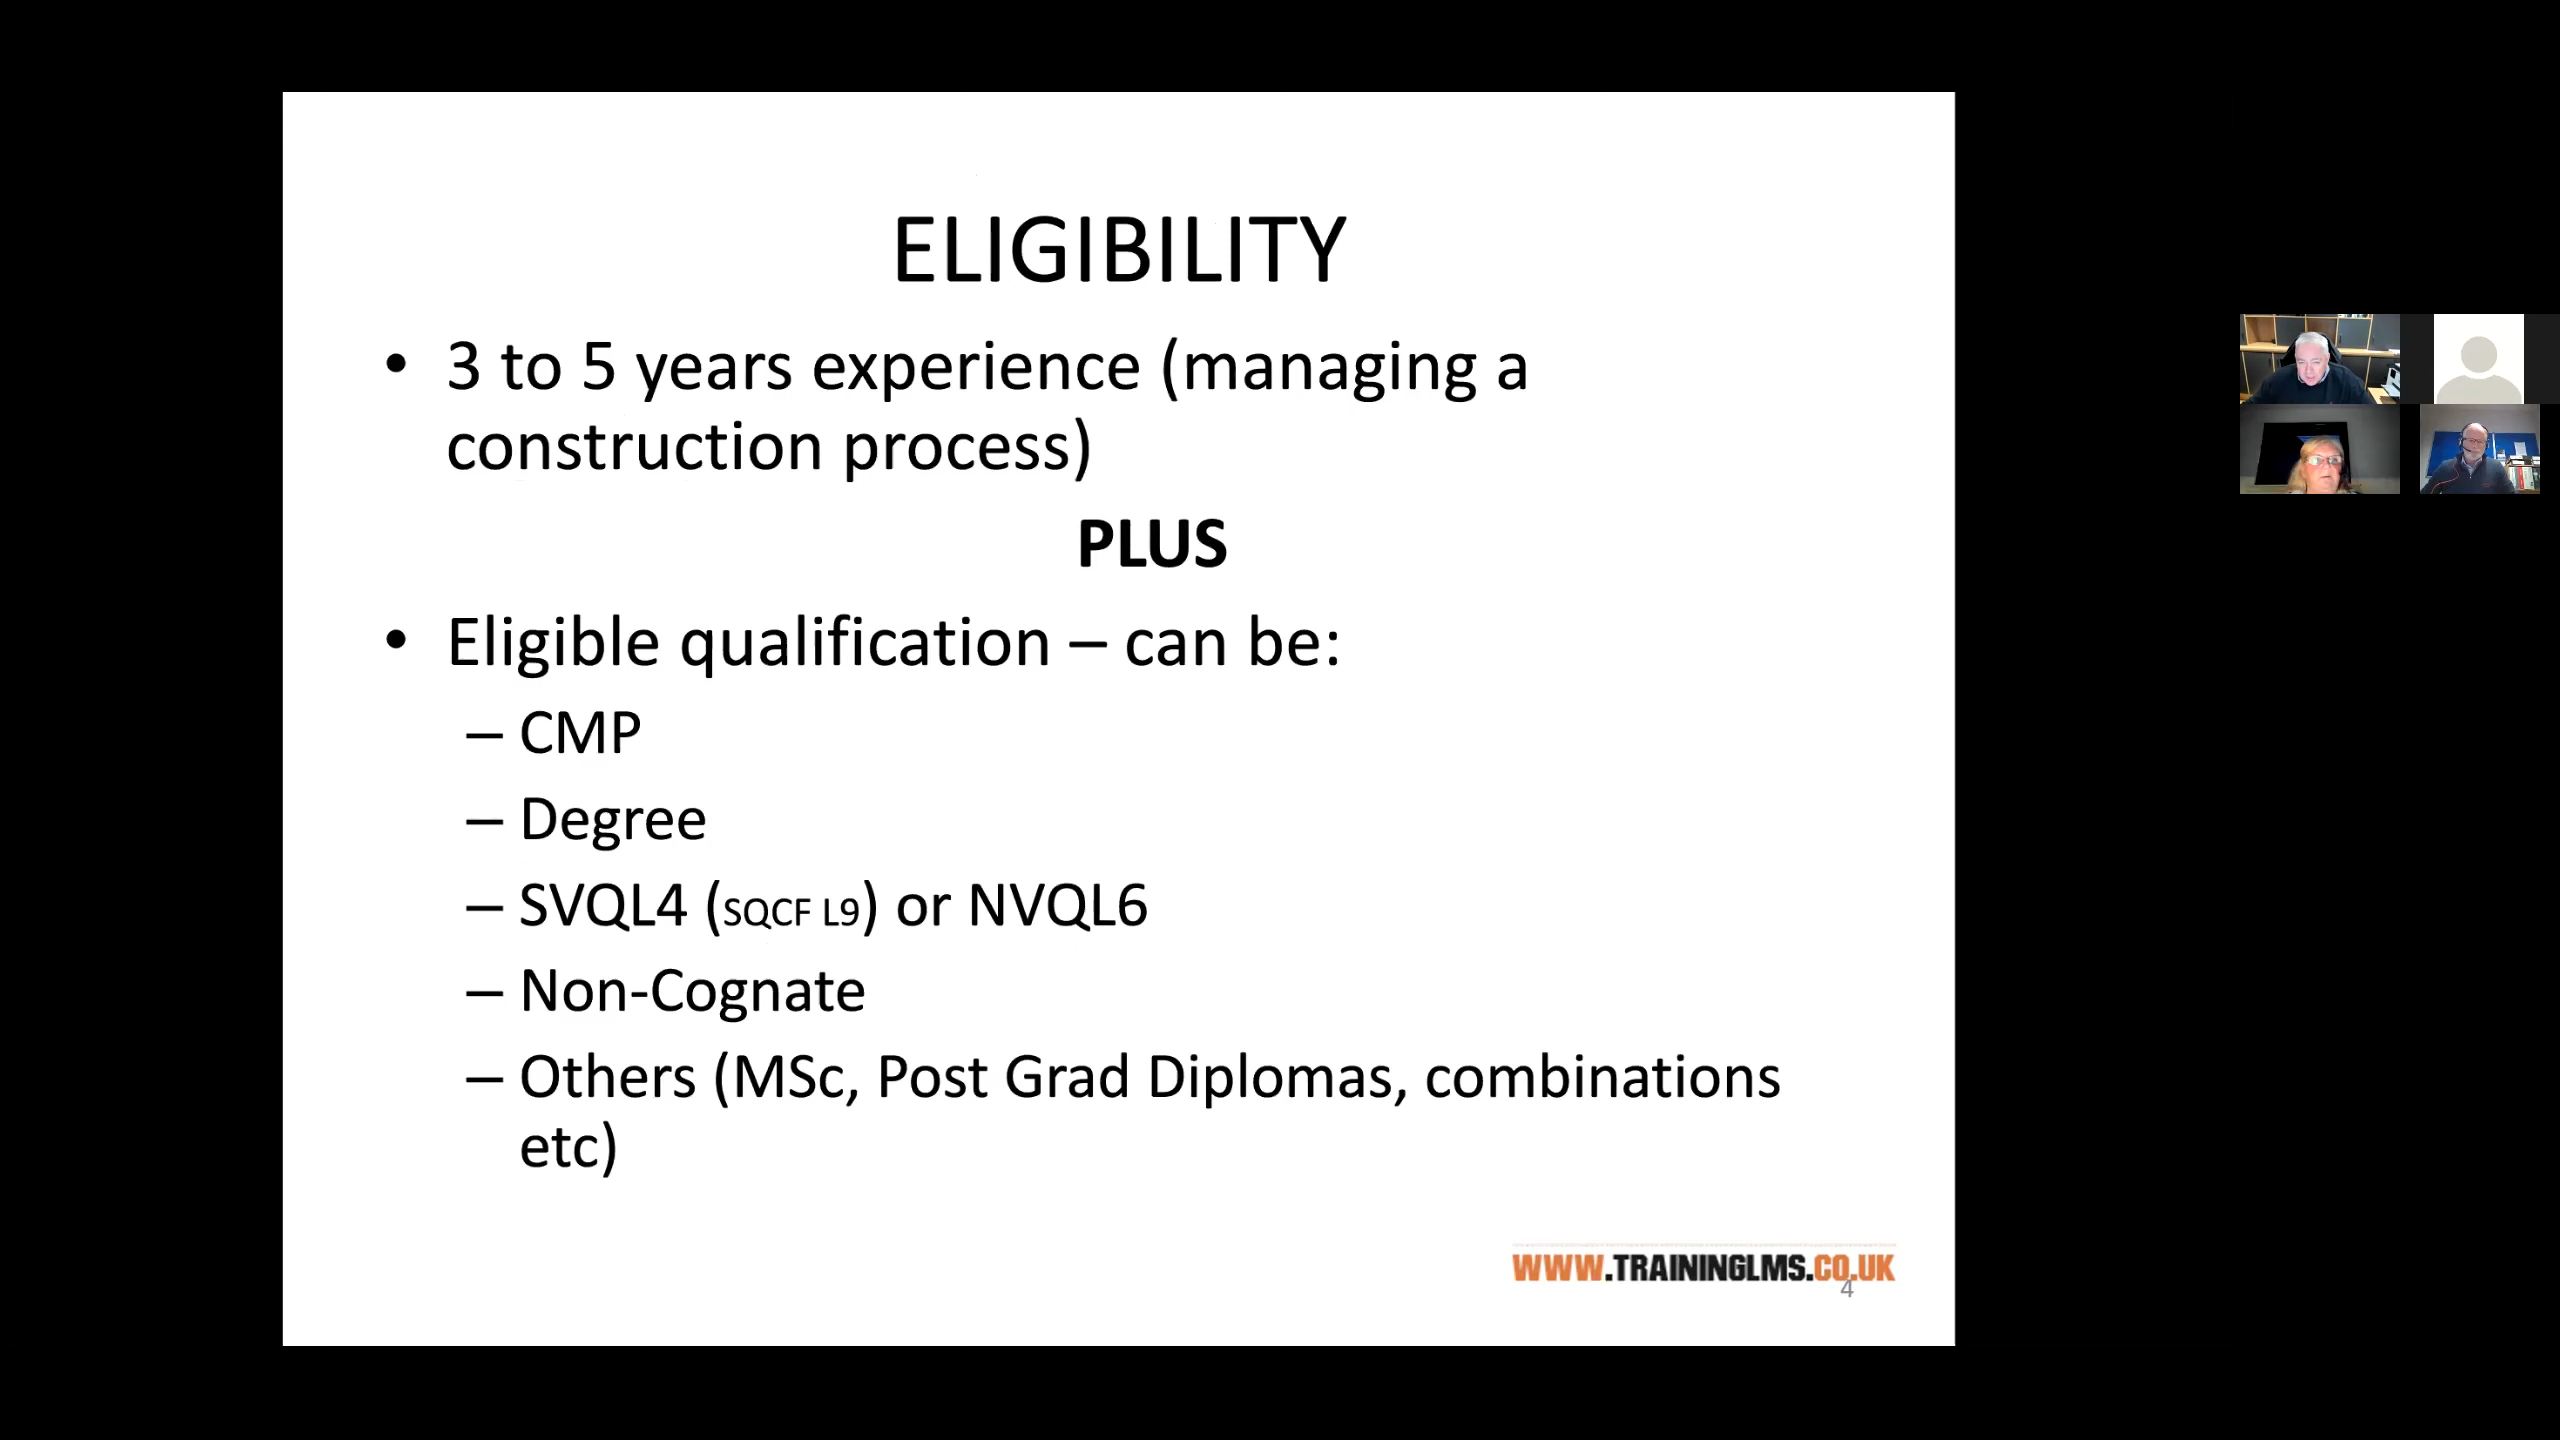 ELIGIBILITY
• 3 to 5 years experience (managing a
construction process)
PLUS
• Eligible qualification – can be:
– CMP
– Degree
– SVQL4 (SQCF L9) or NVQL6
– Non-Cognate
– Others (MSc, Post Grad Diplomas, combinations
etc)
WWW.TRAININGLMS.CO.UK
4